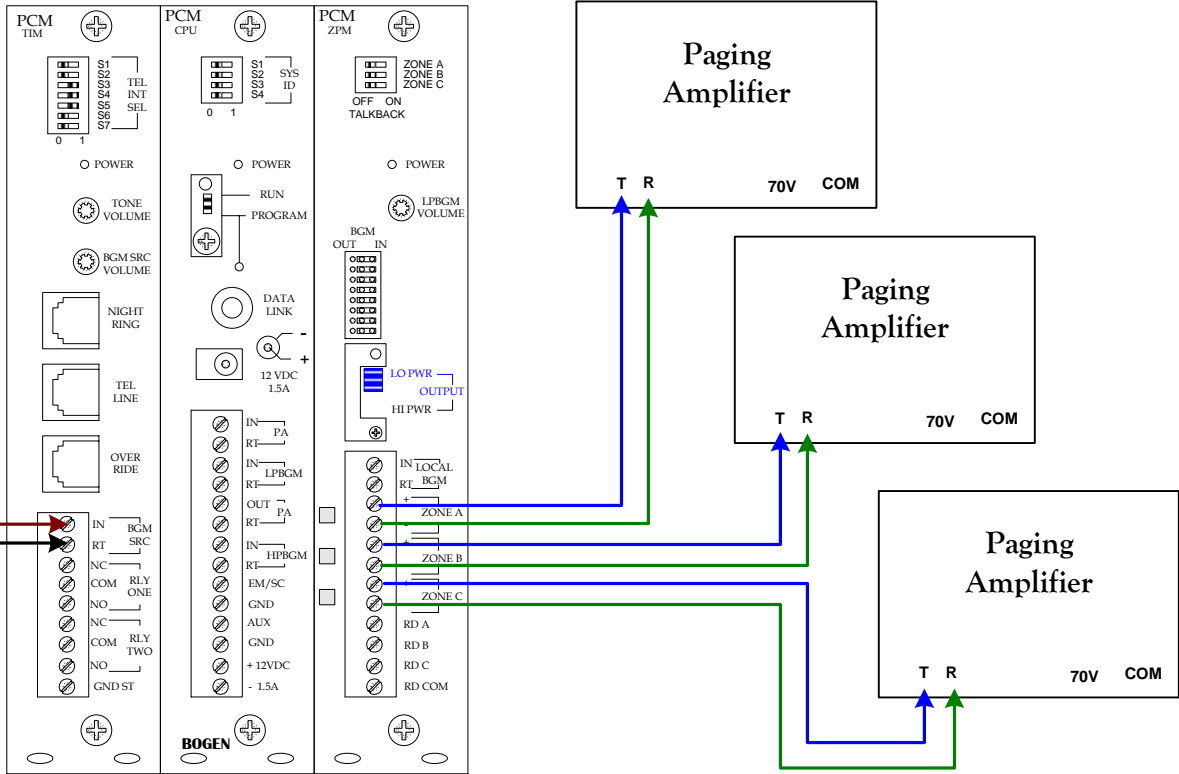 PCM
TIM
S1
S2
S3
S4
S5
S6
S7
TEL
INT
SEL
0 1
POWER
TONE
VOLUME
BGM SRC
VOLUME
NIGHT
RING
TEL
LINE
OVER
RIDE
IN
RT
BGM
SRC
NC
COM
NO
RLY
ONE
NC
COM
NO
RLY
TWO
GND ST
PCM
CPU
S1
S2
S3
S4
SYS
ID
0 1
POWER
RUN
PROGRAM
DATA
LINK
-
+
12 VDC
1.5A
IN
RT
PA
IN
RT
LPBGM
OUT
RT
PA
IN
RT
HPBGM
EM/SC
GND
AUX
GND
+ 12VDC
- 1.5A
BOGEN
PCM
ZPM
ZONE A
ZONE B
ZONE C
OFF ON
TALKBACK
POWER
LPBGM
VOLUME
BGM
OUT IN
LO PWR
OUTPUT
HI PWR
IN
RT
LOCAL
BGM
+
-
ZONE A
+
ZONE B
+
ZONE C
RD A
RD B
RD C
RD COM
Paging
Amplifier
T R 70V COM
Paging
Amplifier
T R 70V COM
Paging
Amplifier
T R 70V COM